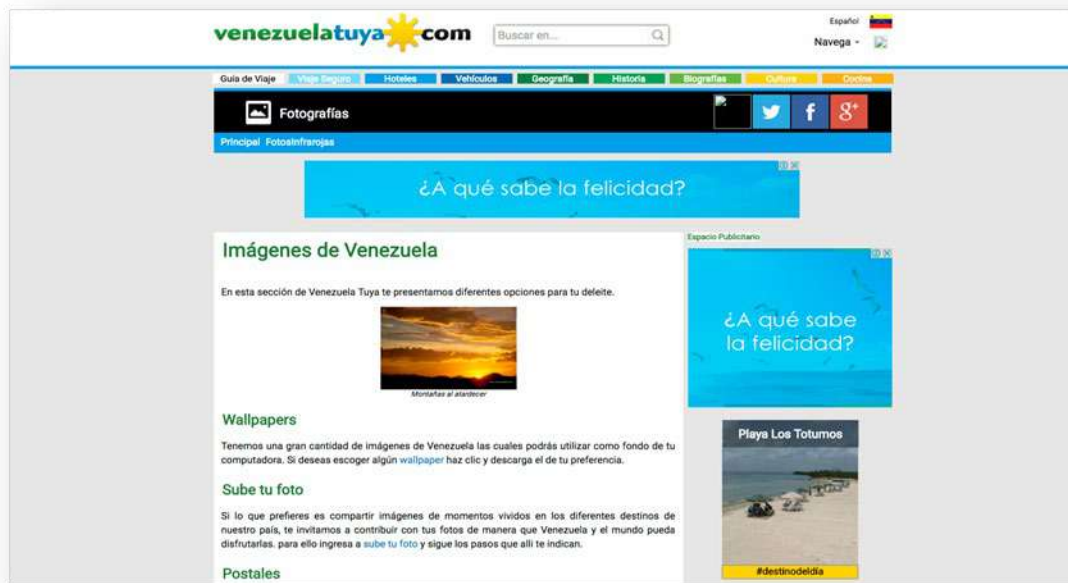 venezuelatuya.com
Buscar en...
Español
Navega
Guía de Viaje Viaje Seguro Hoteles Vehículos Geografía Historia Biografías Cultura Cocina
Fotografías
Principal FotosInfrarojas
¿A qué sabe la felicidad?
Imágenes de Venezuela
En esta sección de Venezuela Tuya te presentamos diferentes opciones para tu deleite.
Montañas al atardecer
Wallpapers
Tenemos una gran cantidad de imágenes de Venezuela las cuales podrás utilizar como fondo de tu
computadora. Si deseas escoger algún wallpaper haz clic y descarga el de tu preferencia.
Sube tu foto
Si lo que prefieres es compartir imágenes de momentos vividos en los diferentes destinos de
nuestro país, te invitamos a contribuir con tus fotos de manera que Venezuela y el mundo pueda
disfrutarlas. para ello ingresa a sube tu foto y sigue los pasos que alli te indican.
Postales
Espacio Publicitario
¿A qué sabe
la felicidad?
Playa Los Totumos
#destinodeldía